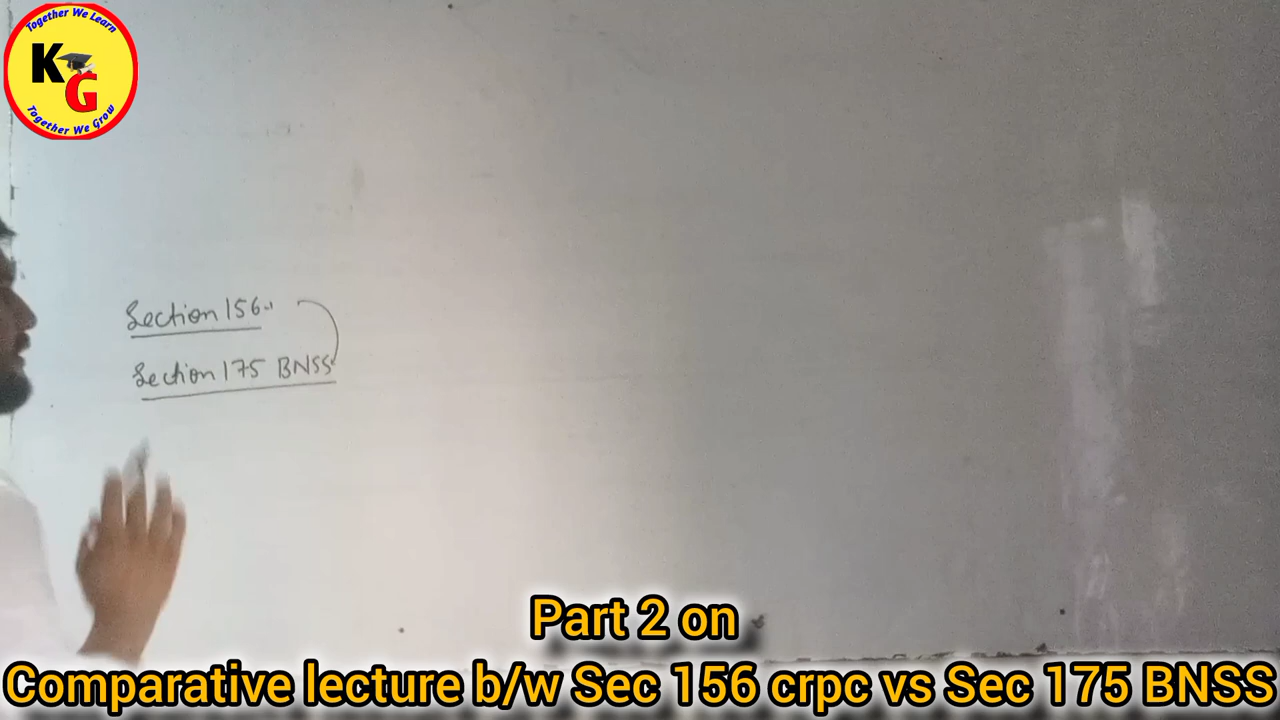 Together We Learn
KG
Together We Grow
Section 156
Section 175 BNSS
Part 2 on
Comparative lecture b/w Sec 156 crpc vs Sec 175 BNSS